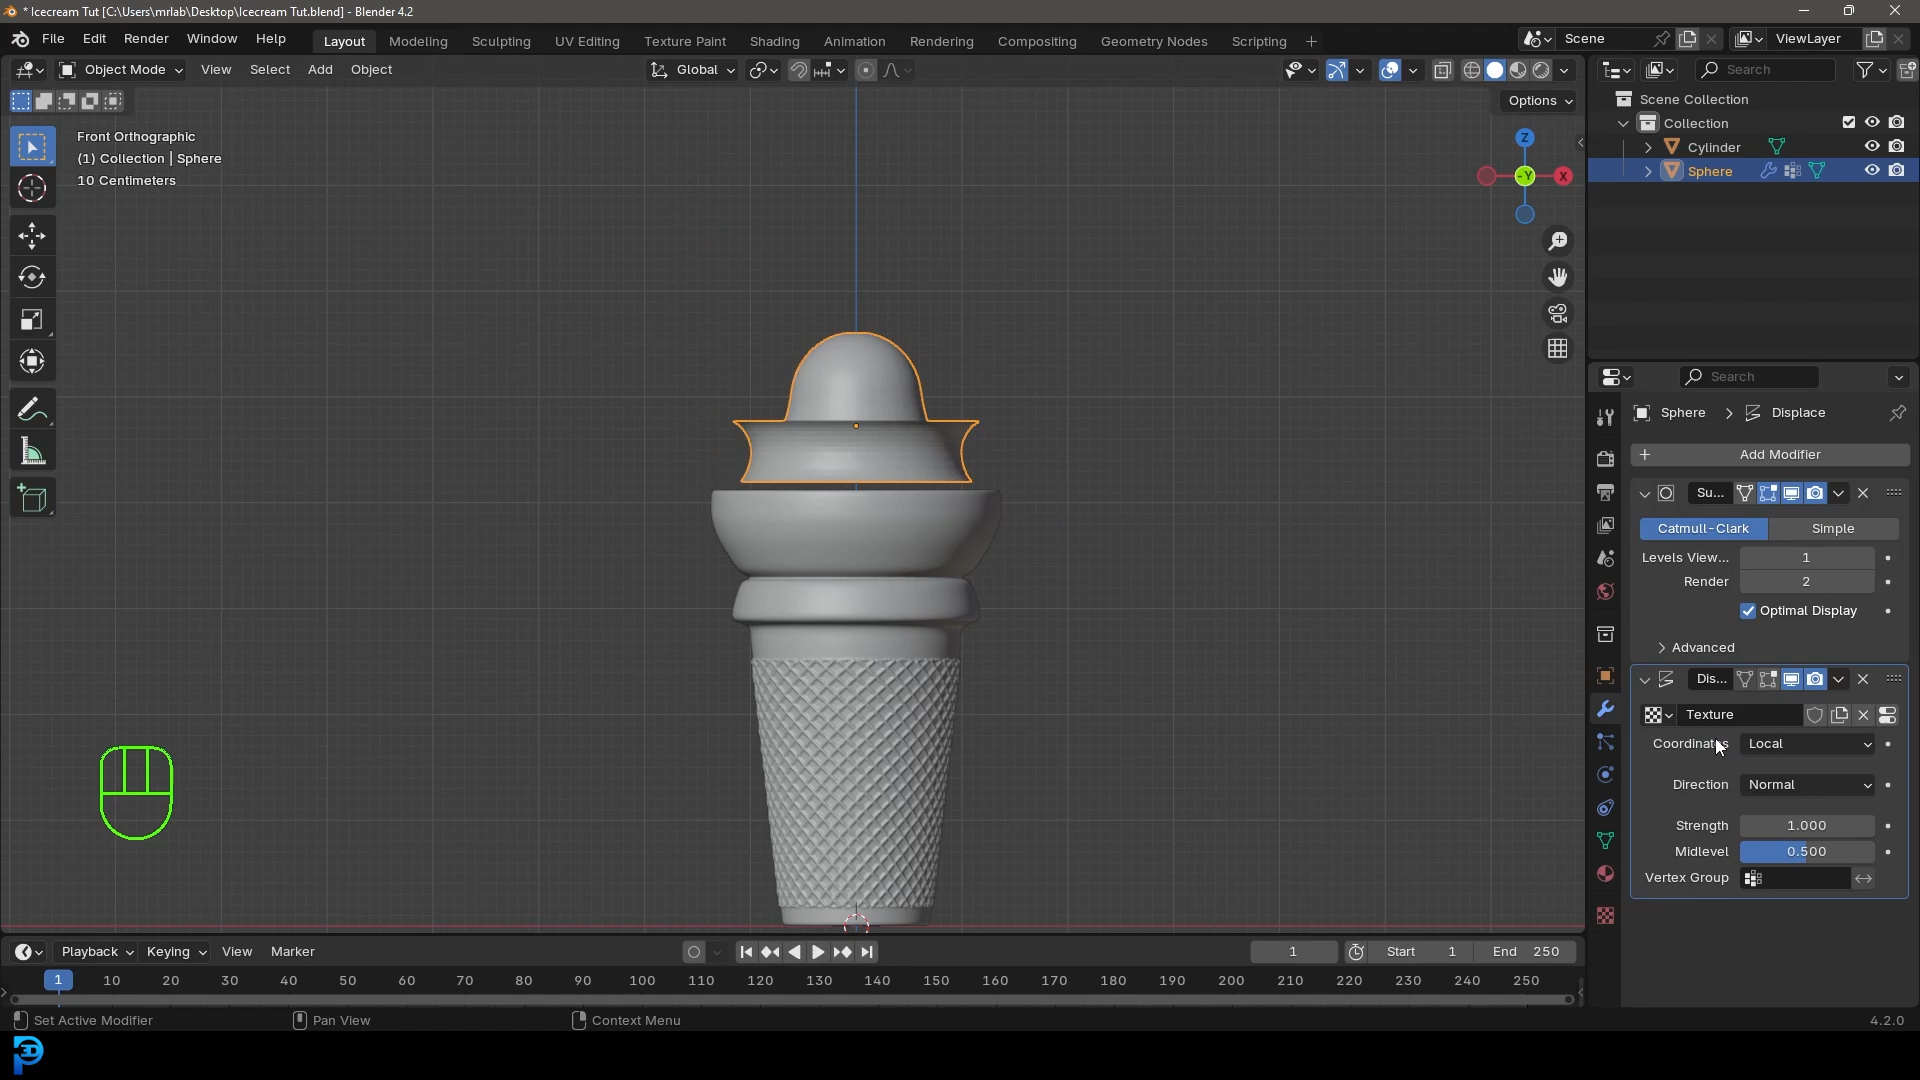 * Icecream Tut [C:\Users\mrlab\Desktop\Icecream Tut.blend] - Blender 4.2
File Edit Render Window Help
Layout Modeling Sculpting UV Editing Texture Paint Shading Animation Rendering Compositing Geometry Nodes Scripting +
Scene ViewLayer
Object Mode View Select Add Object
Global
Search
Options
Front Orthographic
(1) Collection | Sphere
10 Centimeters
Z
-Y
X
Scene Collection
Collection
Cylinder
Sphere
Search
Sphere > Displace
+ Add Modifier
Su...
Catmull-Clark Simple
Levels View... 1
Render 2
Optimal Display
Advanced
Dis...
Texture
Coordinates Local
Direction Normal
Strength 1.000
Midlevel 0.500
Vertex Group
Playback Keying View Marker
1 Start 1 End 250
1 10 20 30 40 50 60 70 80 90 100 110 120 130 140 150 160 170 180 190 200 210 220 230 240 250
Set Active Modifier Pan View Context Menu 4.2.0